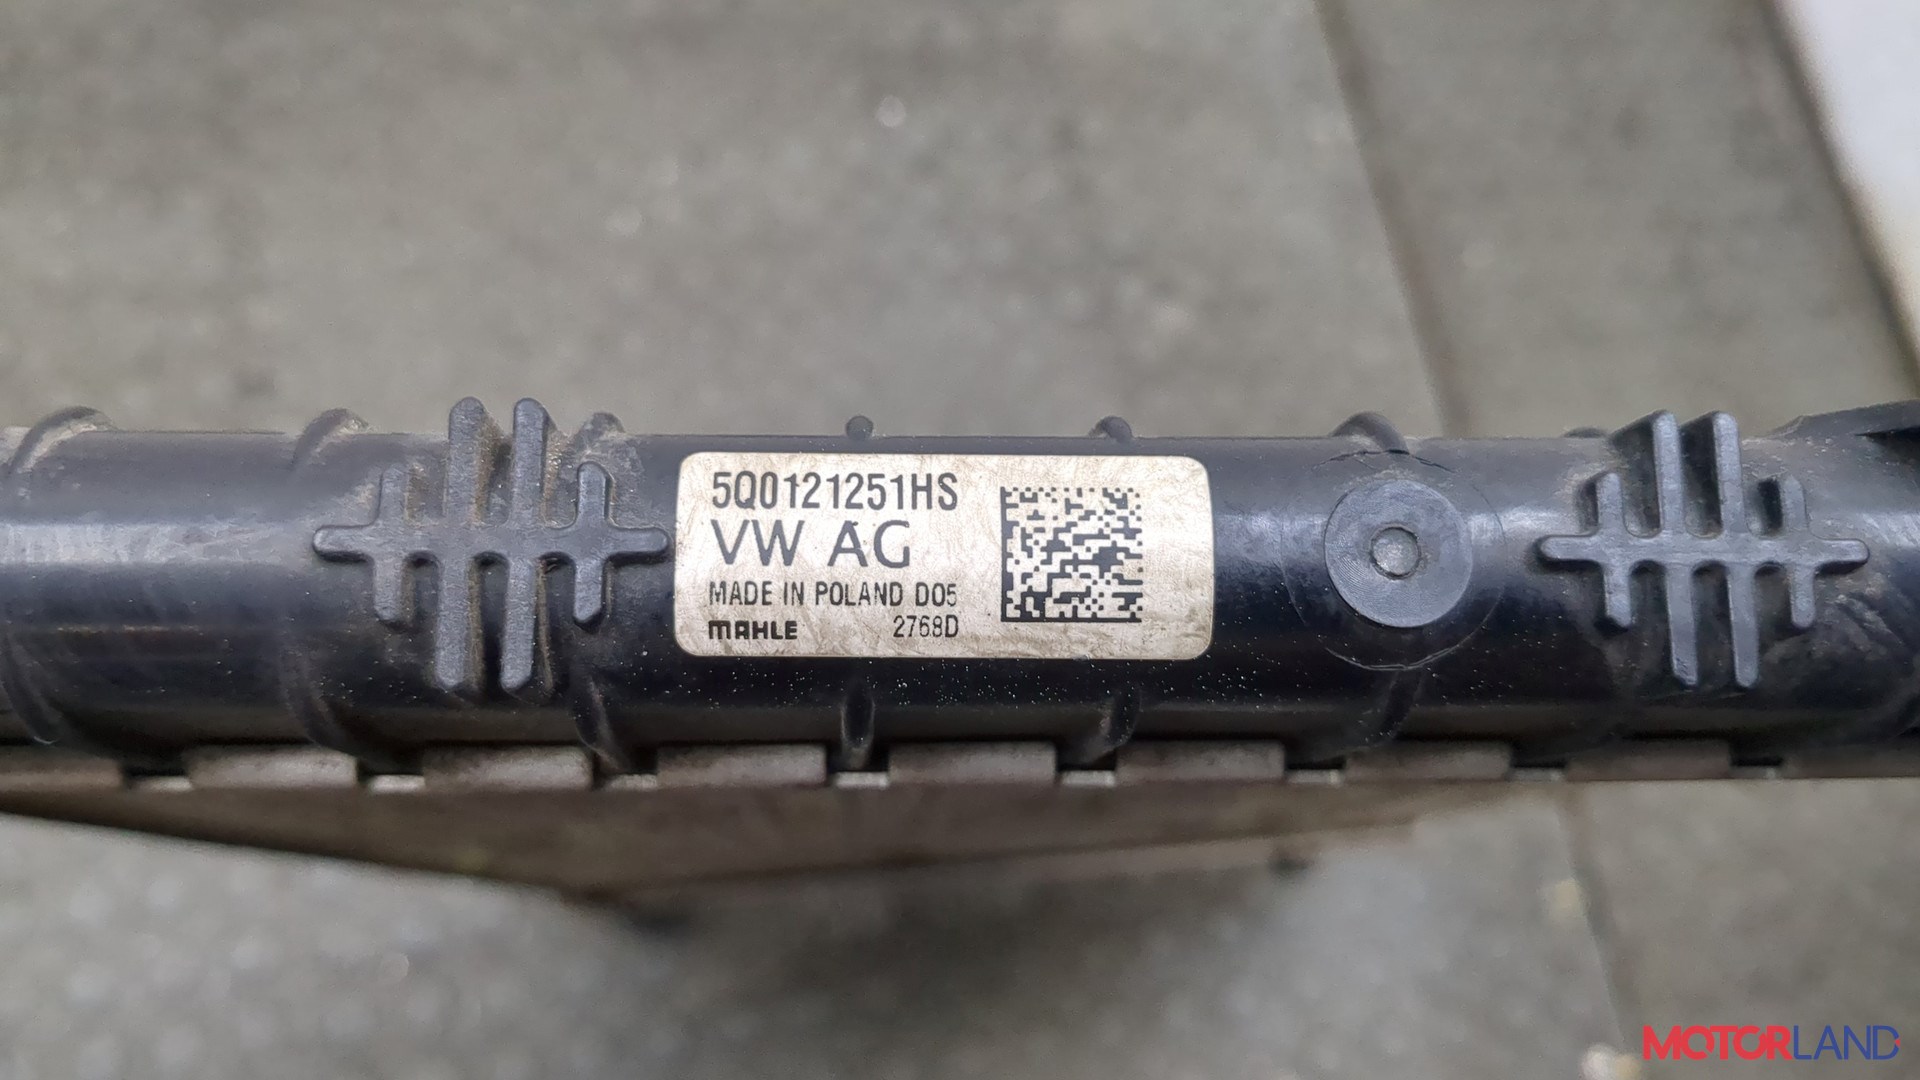 5Q0121251HS
VW AG
MADE IN POLAND D05
MAHLE 2768D
MOTORLAND